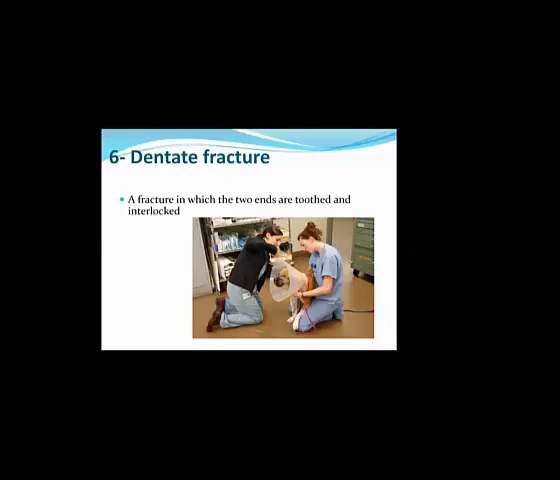 6- Dentate fracture
A fracture in which the two ends are toothed and
interlocked